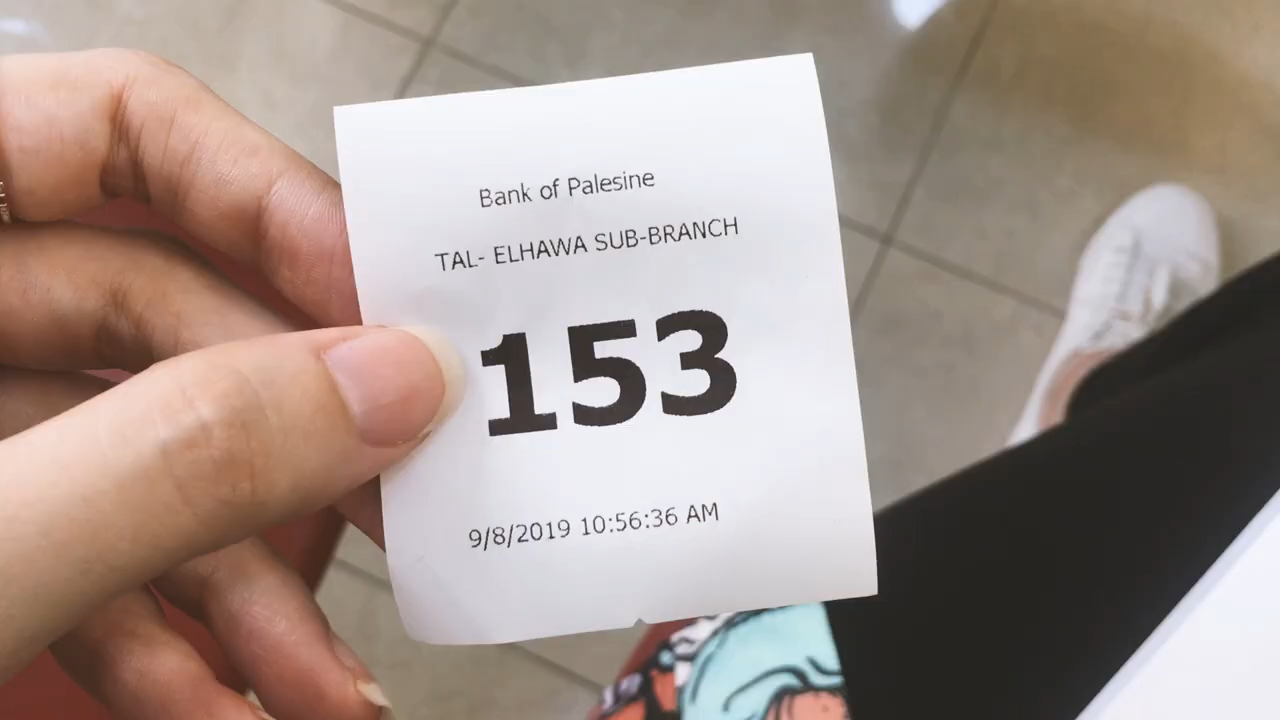 Bank of Palesine
TAL- ELHAWA SUB-BRANCH
153
9/8/2019 10:56:36 AM